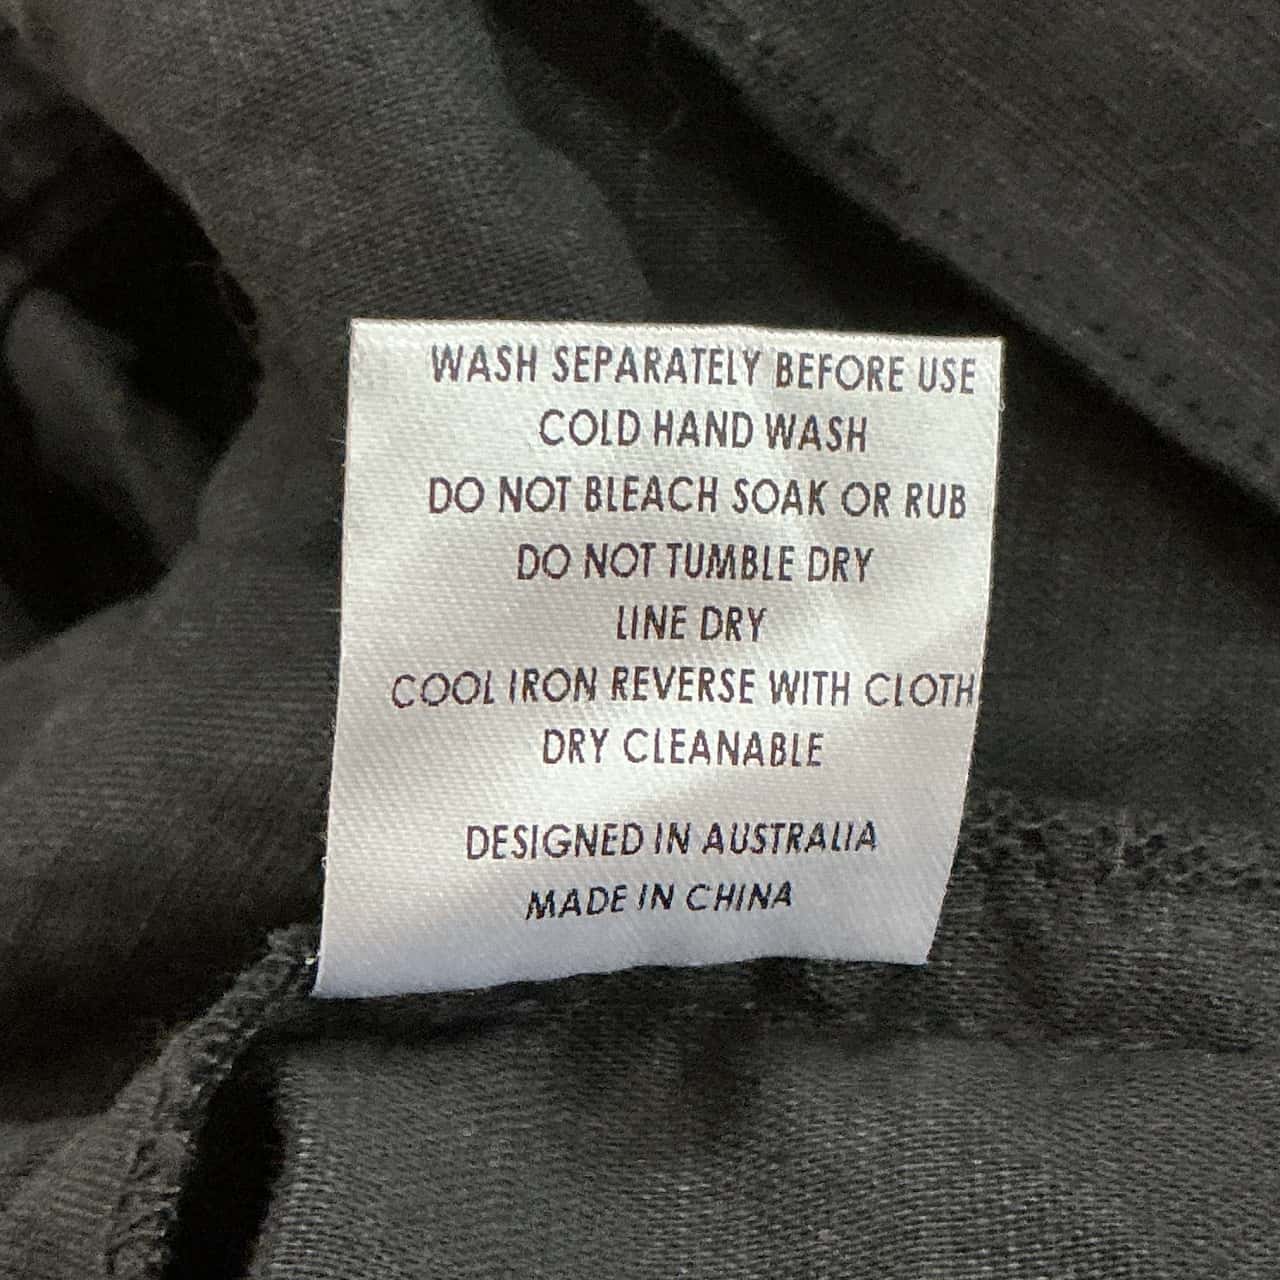 WASH SEPARATELY BEFORE USE
COLD HAND WASH
DO NOT BLEACH SOAK OR RUB
DO NOT TUMBLE DRY
LINE DRY
COOL IRON REVERSE WITH CLOTH
DRY CLEANABLE
DESIGNED IN AUSTRALIA
MADE IN CHINA